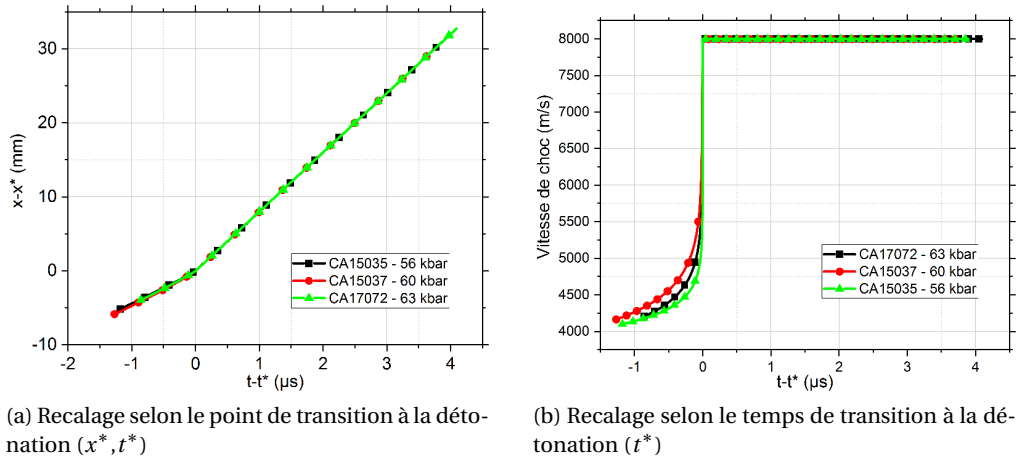 30
20
10
0
-10
-2
-1
0
1
2
3
4
x-x* (mm)
t-t* (µs)
CA15035 - 56 kbar
CA15037 - 60 kbar
CA17072 - 63 kbar
(a) Recalage selon le point de transition à la déto-
nation (x*,t*)
8000
7500
7000
6500
6000
5500
5000
4500
4000
-1
0
1
2
3
4
Vitesse de choc (m/s)
t-t* (µs)
CA17072 - 63 kbar
CA15037 - 60 kbar
CA15035 - 56 kbar
(b) Recalage selon le temps de transition à la dé-
tonation (t*)